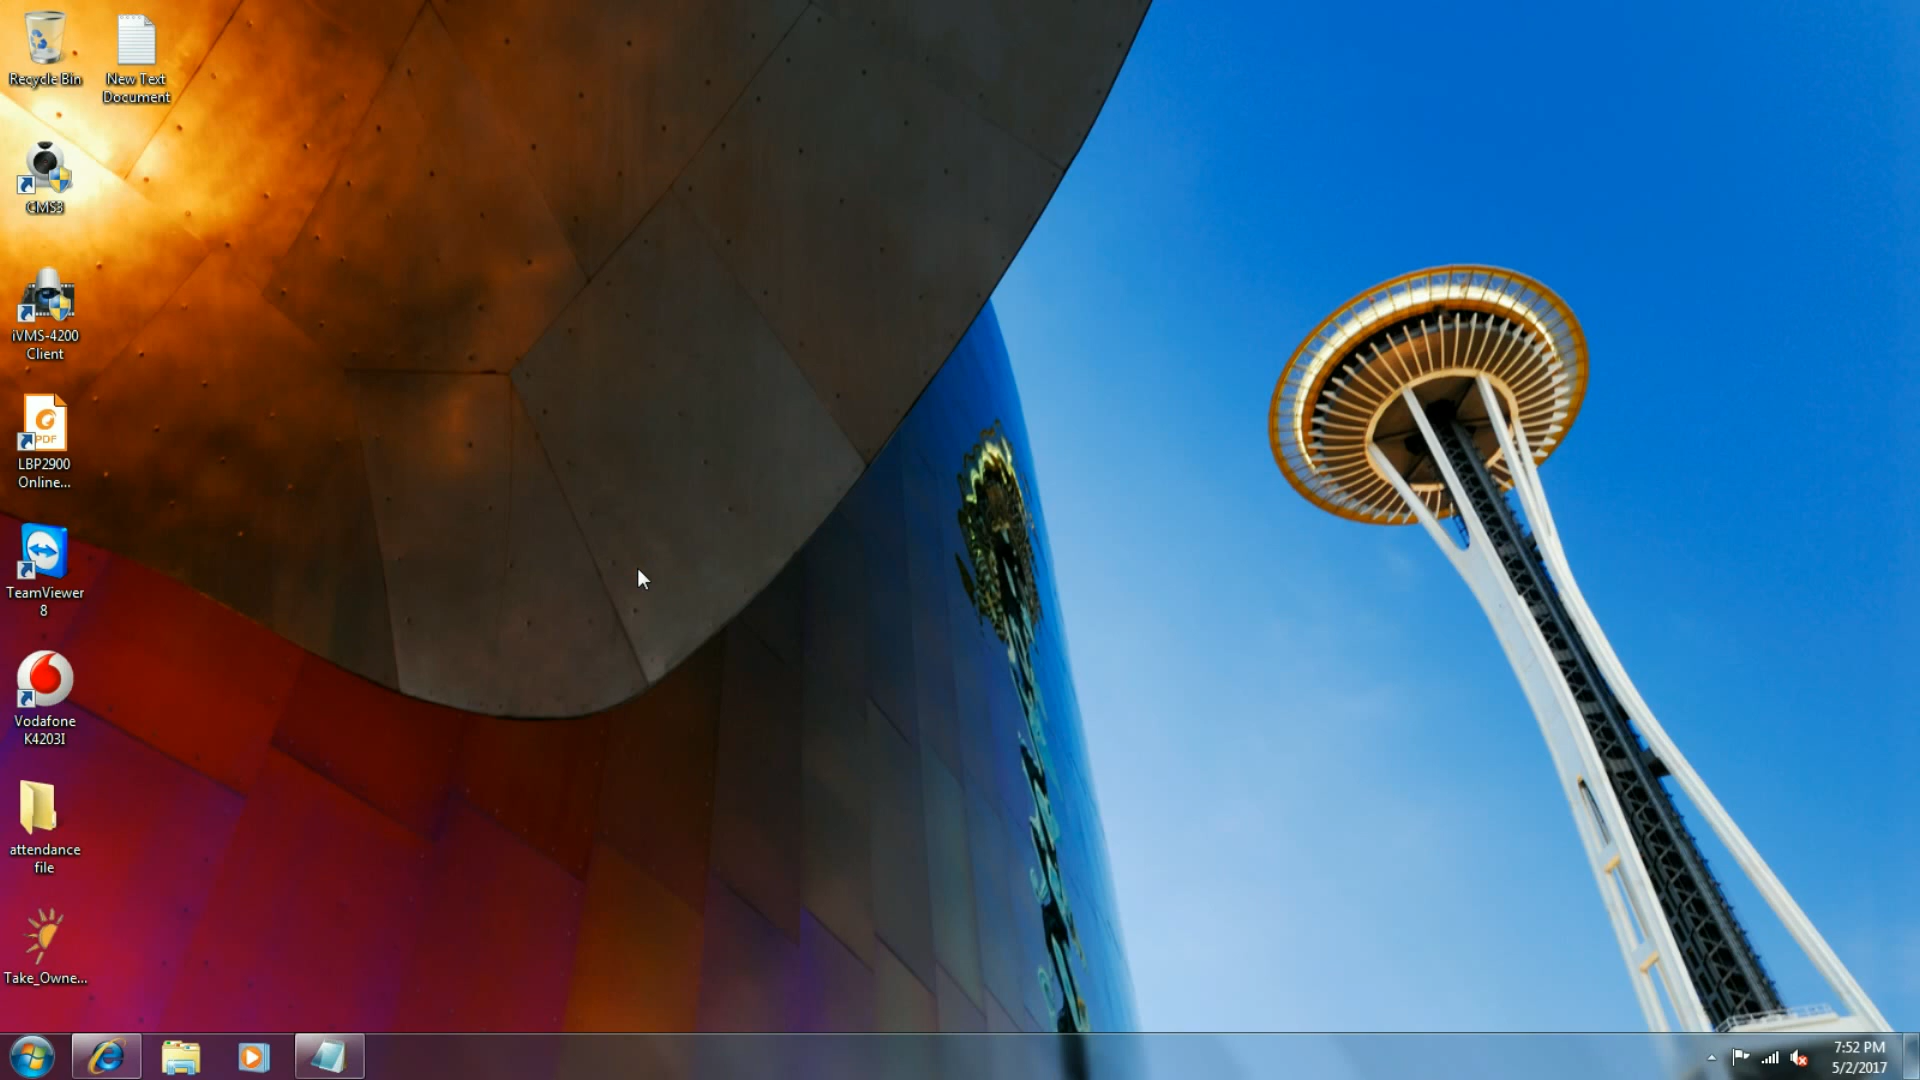 Recycle Bin
New Text
Document
CMS3
iVMS-4200
Client
PDF
LBP2900
Online...
TeamViewer
8
Vodafone
K4203I
attendance
file
Take_Owne...
7:52 PM
5/2/2017